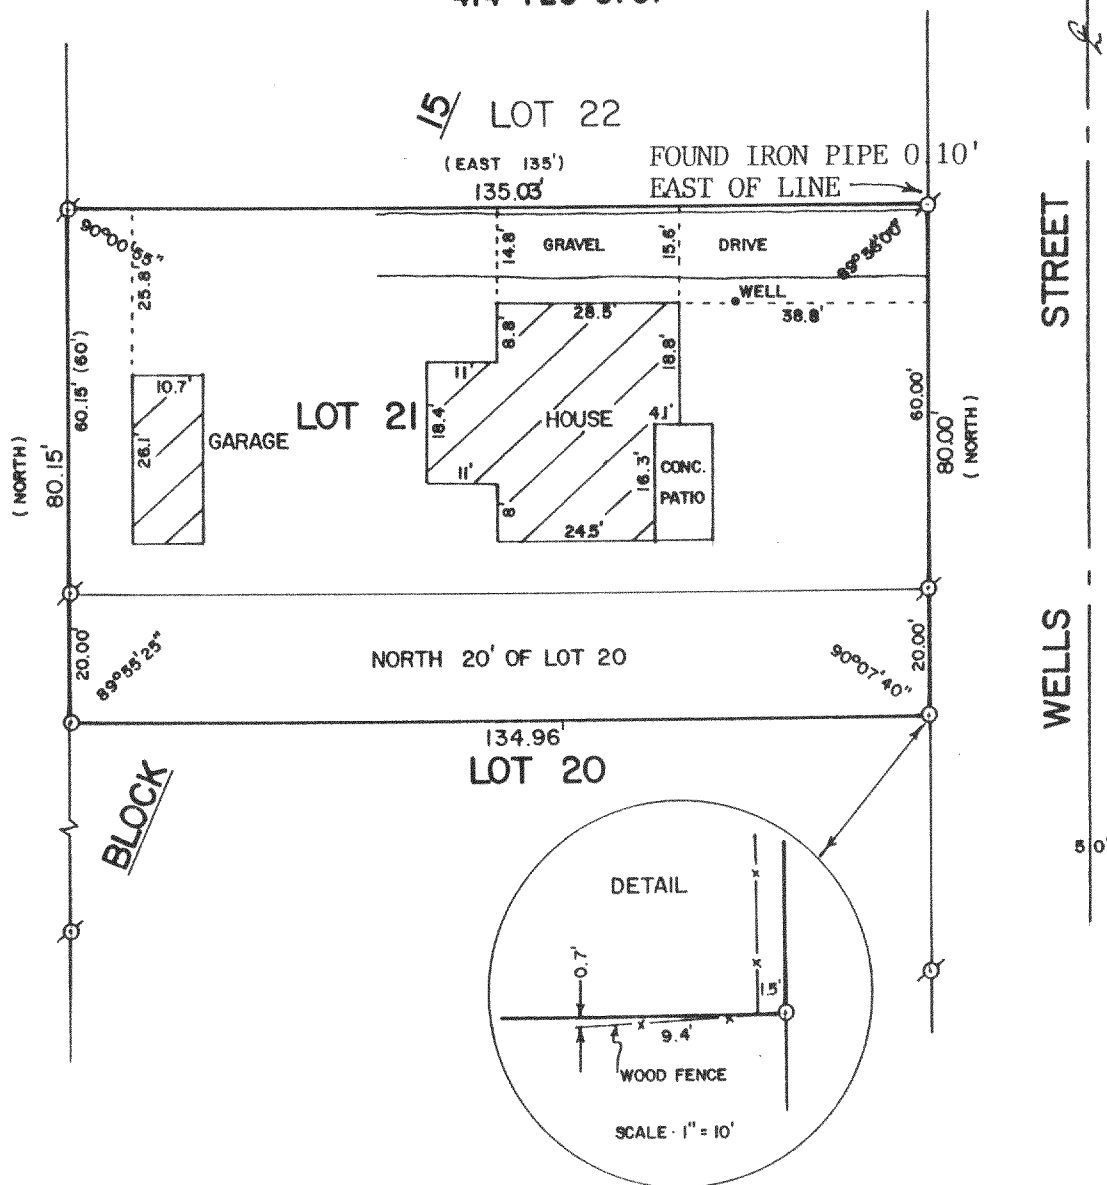 15/ LOT 22
(EAST 135')
135.03'
FOUND IRON PIPE 0.10'
EAST OF LINE
90°00'55"
25.8'
14.8'
GRAVEL
15.6'
DRIVE
WELL
38.8'
28.5'
8.8'
18.8'
11'
10.7'
60.15' (60')
(NORTH)
80.15'
26.1'
GARAGE
LOT 21
18.4'
HOUSE
4.1'
11'
16.3'
CONC.
PATIO
8'
24.5'
60.00'
80.00'
(NORTH)
STREET
WELLS
20.00'
89°55'25"
NORTH 20' OF LOT 20
90°07'40"
20.00'
134.96'
LOT 20
BLOCK
50'
DETAIL
0.7'
1.5'
9.4'
WOOD FENCE
SCALE · 1" = 10'